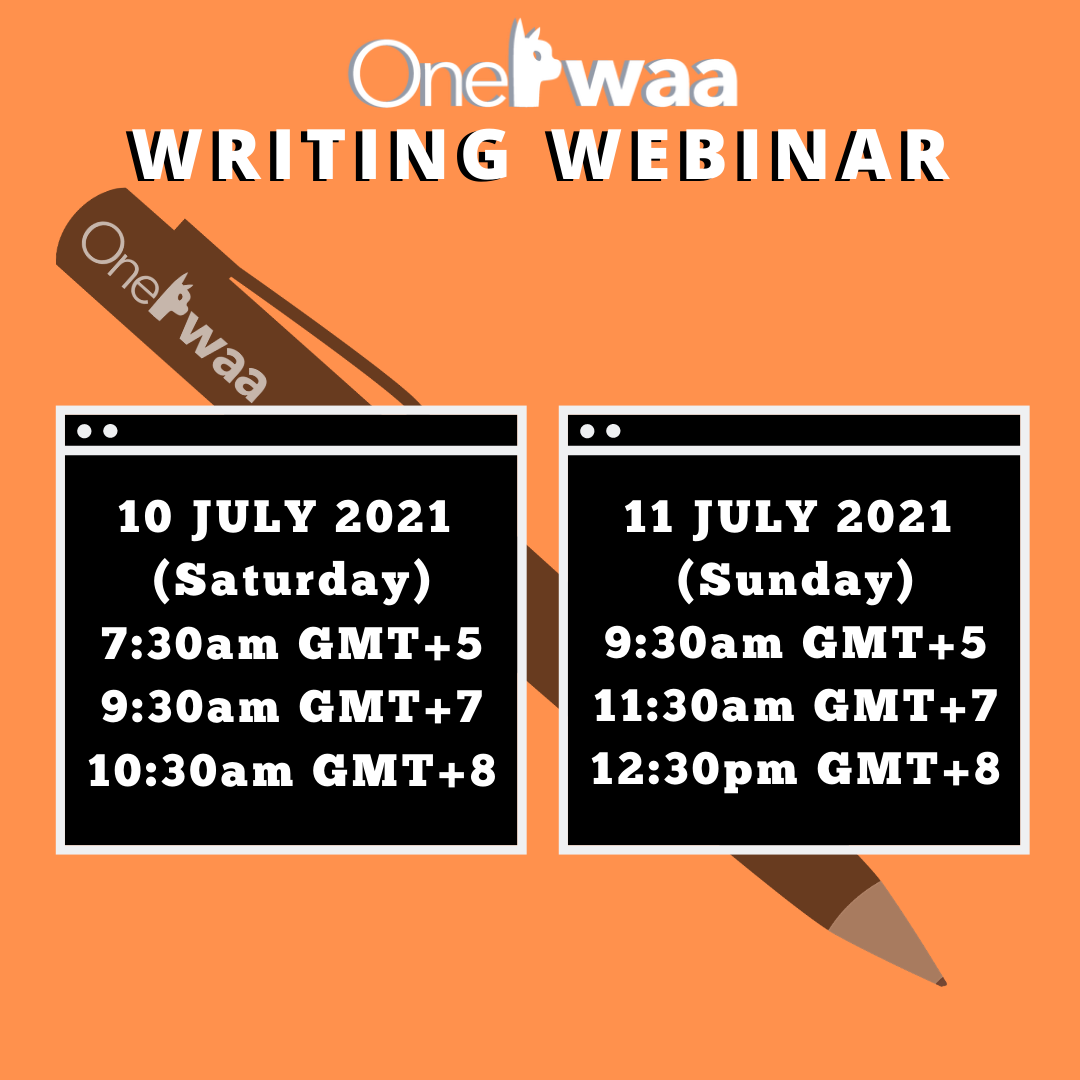 OnePwaa
WRITING WEBINAR
OnePwaa
10 JULY 2021
(Saturday)
7:30am GMT+5
9:30am GMT+7
10:30am GMT+8
11 JULY 2021
(Sunday)
9:30am GMT+5
11:30am GMT+7
12:30pm GMT+8